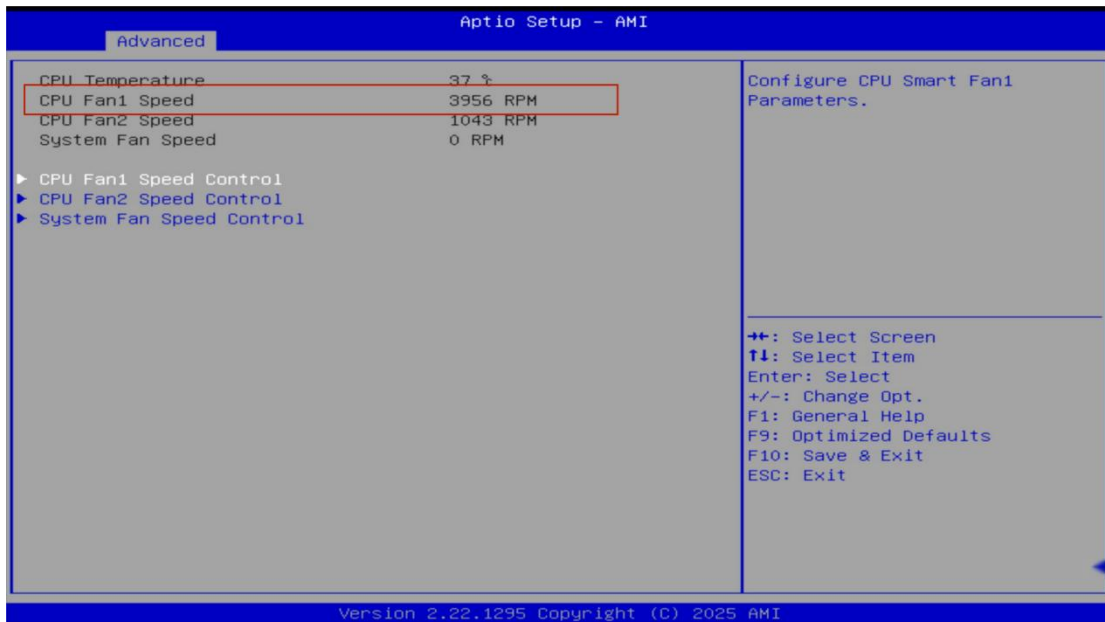 Aptio Setup – AMI
Advanced
CPU Temperature 37 ℃
CPU Fan1 Speed 3956 RPM
CPU Fan2 Speed 1043 RPM
System Fan Speed 0 RPM
▶ CPU Fan1 Speed Control
▶ CPU Fan2 Speed Control
▶ System Fan Speed Control
Configure CPU Smart Fan1
Parameters.
→←: Select Screen
↑↓: Select Item
Enter: Select
+/-: Change Opt.
F1: General Help
F9: Optimized Defaults
F10: Save & Exit
ESC: Exit
Version 2.22.1295 Copyright (C) 2025 AMI